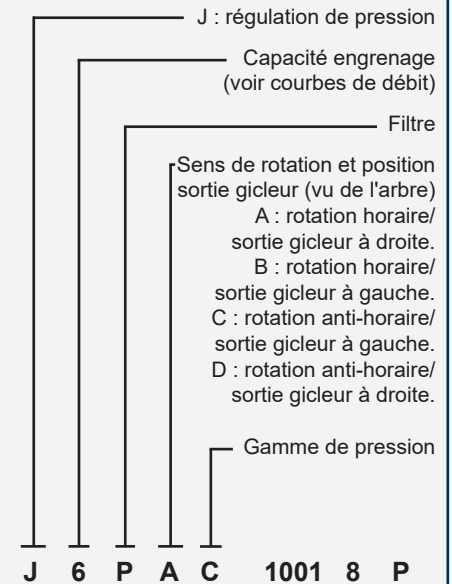 J : régulation de pression
Capacité engrenage
(voir courbes de débit)
Filtre
Sens de rotation et position
sortie gicleur (vu de l'arbre)
A : rotation horaire/
sortie gicleur à droite.
B : rotation horaire/
sortie gicleur à gauche.
C : rotation anti-horaire/
sortie gicleur à gauche.
D : rotation anti-horaire/
sortie gicleur à droite.
Gamme de pression
J 6 P A C 1001 8 P